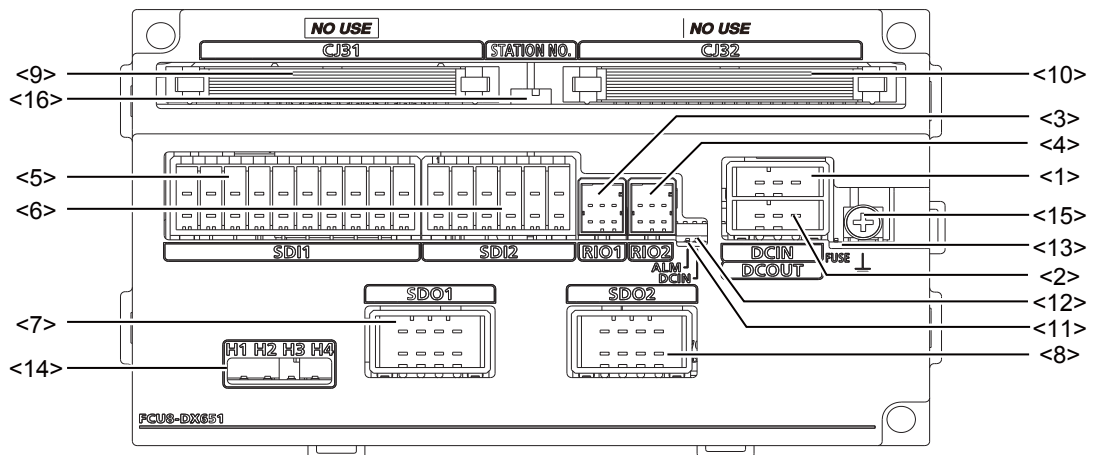 NO USE NO USE
CJ31 STATION NO. CJ32
<9> <10>
<16>
<3>
<4>
<5> <1>
<6> <15>
SDI1 SDI2 RIO1 RIO2 DCIN FUSE <13>
ALM DCOUT <2>
DCIN
<12>
SDO1 SDO2
<7> <11>
H1 H2 H3 H4 <8>
<14>
FCU8-DX651